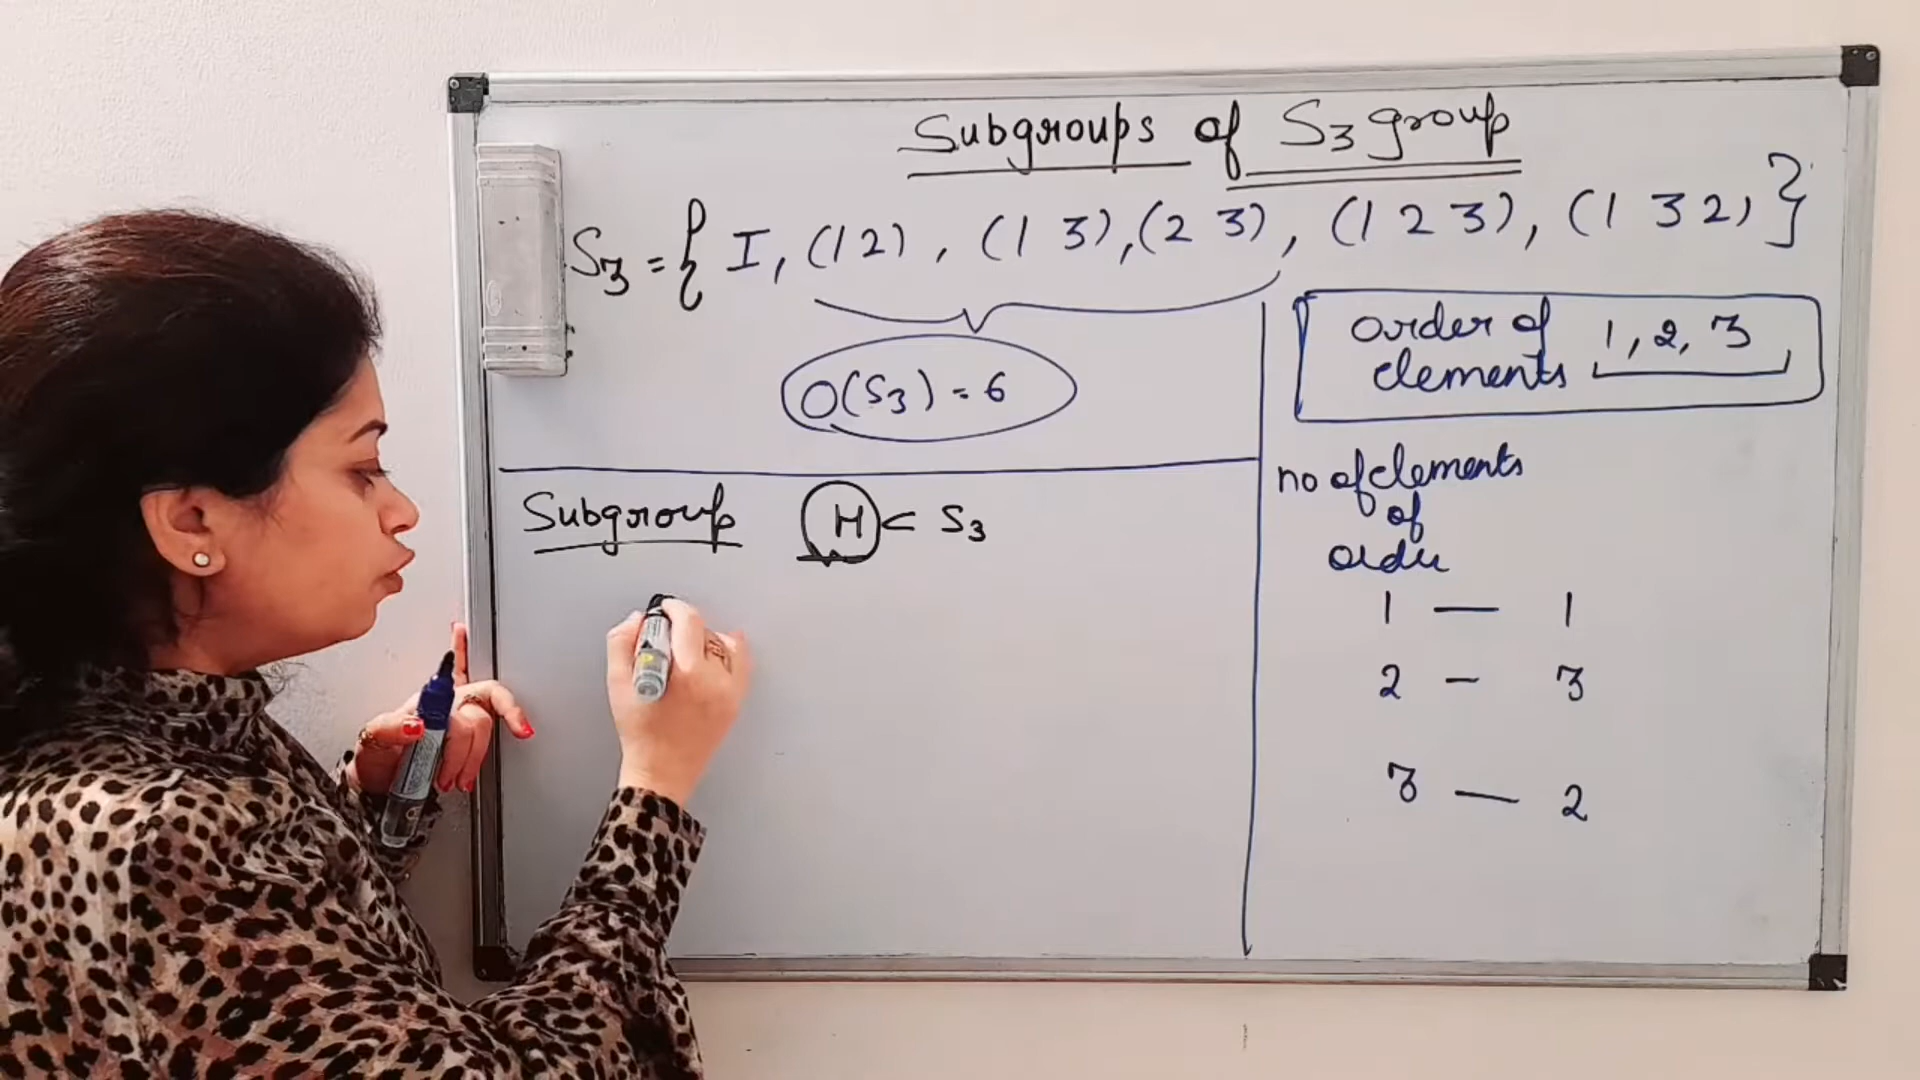 Subgroups of S3 group
S3 = { I, (1 2) , (1 3), (2 3), (1 2 3), (1 3 2) }
O(S3) = 6
order of
elements 1, 2, 3
Subgroup H < S3
no of elements
of
order
1 — 1
2 – 3
3 — 2